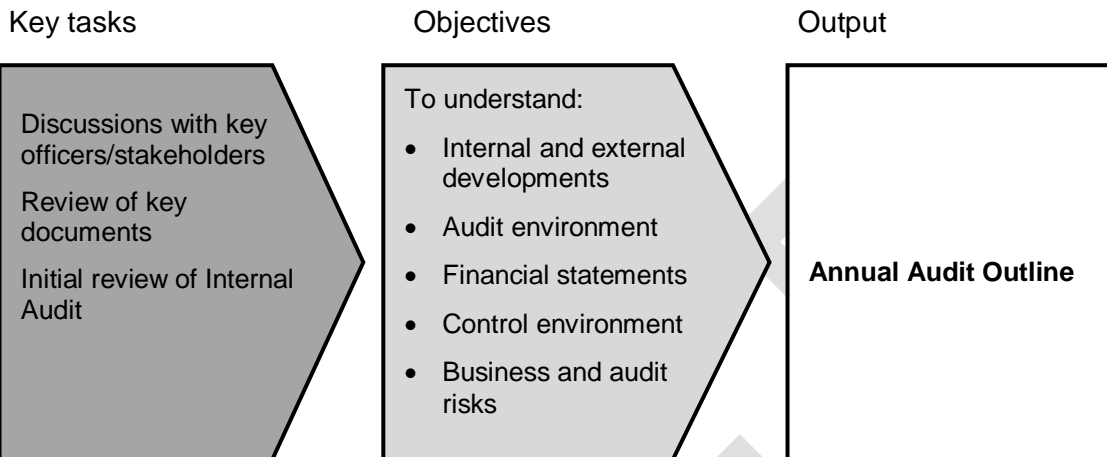 Key tasks
Objectives
Output
Discussions with key
officers/stakeholders
Review of key
documents
Initial review of Internal
Audit
To understand:
• Internal and external
developments
• Audit environment
• Financial statements
• Control environment
• Business and audit
risks
Annual Audit Outline